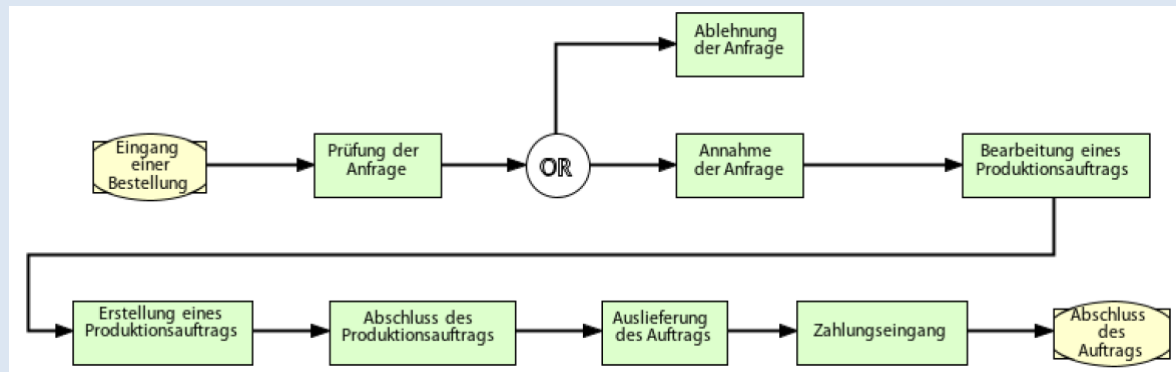 Ablehnung
der Anfrage
Eingang
einer
Bestellung
Prüfung der
Anfrage
OR
Annahme
der Anfrage
Bearbeitung eines
Produktionsauftrags
Erstellung eines
Produktionsauftrags
Abschluss des
Produktionsauftrags
Auslieferung
des Auftrags
Zahlungseingang
Abschluss
des
Auftrags